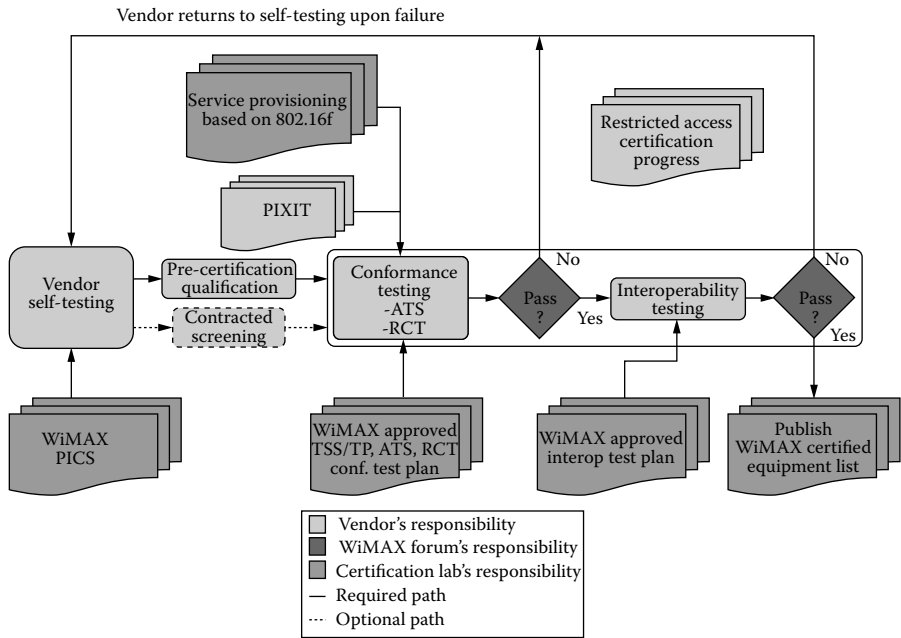 Vendor returns to self-testing upon failure
Service provisioning
based on 802.16f
Restricted access
certification
progress
PIXIT
Vendor
self-testing
Pre-certification
qualification
Contracted
screening
Conformance
testing
-ATS
-RCT
Pass
?
No
Yes
Interoperability
testing
Pass
?
No
Yes
WiMAX
PICS
WiMAX approved
TSS/TP, ATS, RCT
conf. test plan
WiMAX approved
interop test plan
Publish
WiMAX certified
equipment list
Vendor's responsibility
WiMAX forum's responsibility
Certification lab's responsibility
Required path
Optional path